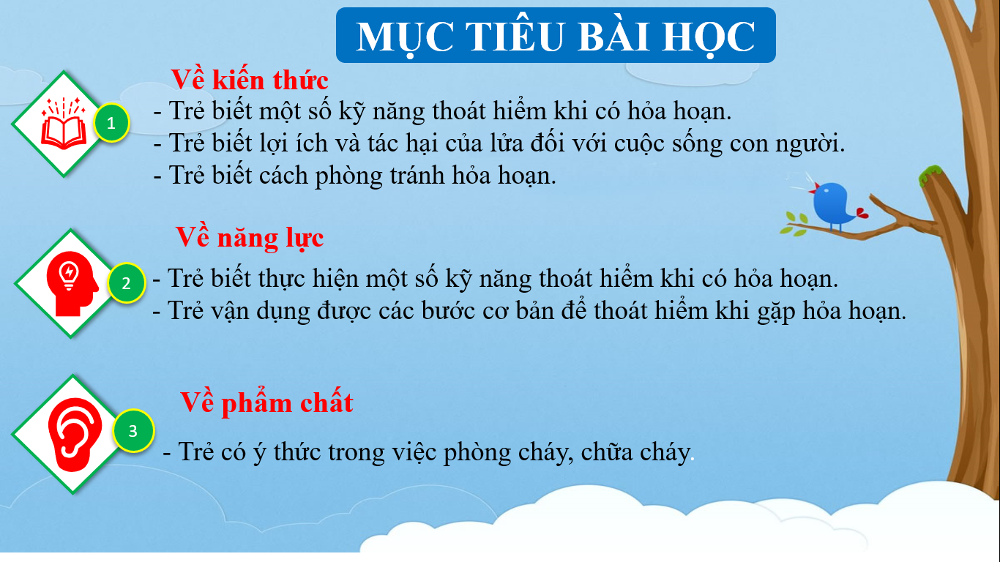 MỤC TIÊU BÀI HỌC
Về kiến thức
1
- Trẻ biết một số kỹ năng thoát hiểm khi có hỏa hoạn.
- Trẻ biết lợi ích và tác hại của lửa đối với cuộc sống con người.
- Trẻ biết cách phòng tránh hỏa hoạn.
Về năng lực
2
- Trẻ biết thực hiện một số kỹ năng thoát hiểm khi có hỏa hoạn.
- Trẻ vận dụng được các bước cơ bản để thoát hiểm khi gặp hỏa hoạn.
Về phẩm chất
3
- Trẻ có ý thức trong việc phòng cháy, chữa cháy.